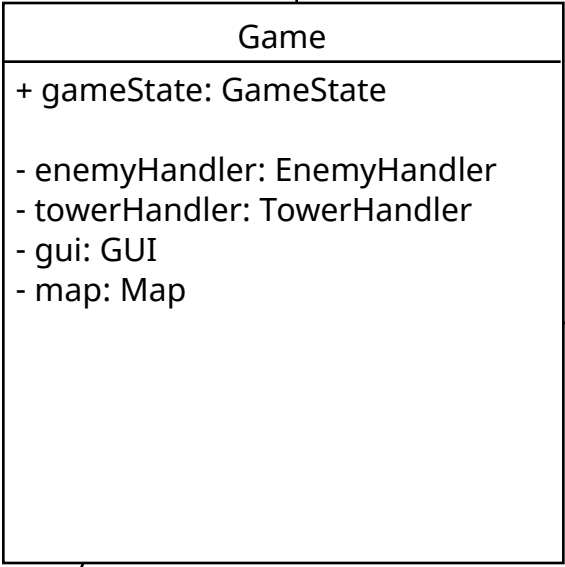 Game
+ gameState: GameState
- enemyHandler: EnemyHandler
- towerHandler: TowerHandler
- gui: GUI
- map: Map